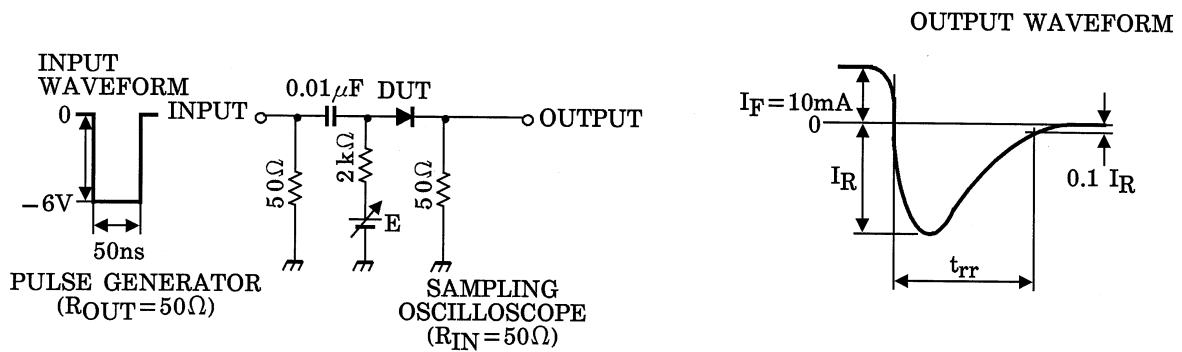 OUTPUT WAVEFORM
INPUT
WAVEFORM
0
INPUT
0.01μF
DUT
OUTPUT
50Ω
2kΩ
50Ω
E
−6V
50ns
PULSE GENERATOR
(ROUT=50Ω)
SAMPLING
OSCILLOSCOPE
(RIN=50Ω)
IF=10mA
0
IR
0.1 IR
trr